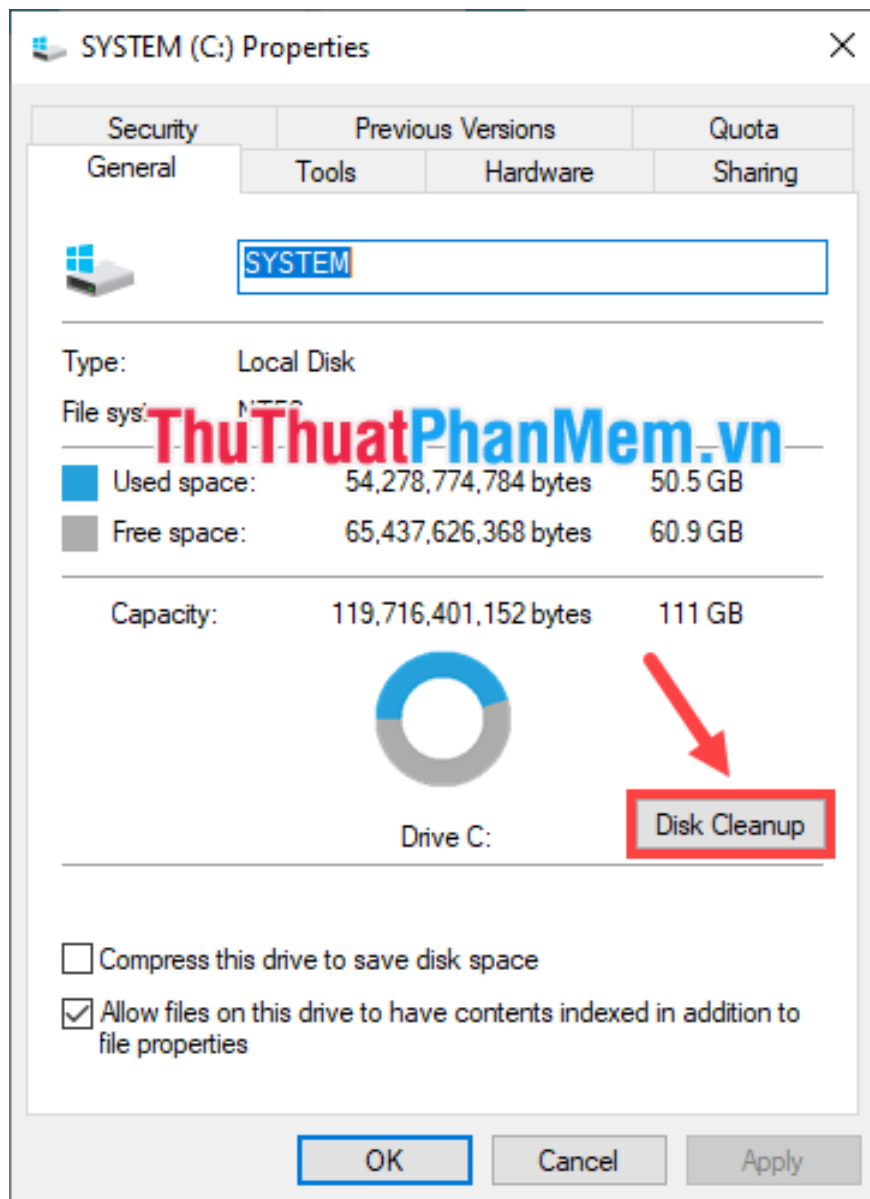 SYSTEM (C:) Properties
Security Previous Versions Quota
General Tools Hardware Sharing
SYSTEM
Type: Local Disk
File sys
ThuThuatPhanMem.vn
Used space: 54,278,774,784 bytes 50.5 GB
Free space: 65,437,626,368 bytes 60.9 GB
Capacity: 119,716,401,152 bytes 111 GB
Drive C:
Disk Cleanup
Compress this drive to save disk space
Allow files on this drive to have contents indexed in addition to
file properties
OK Cancel Apply